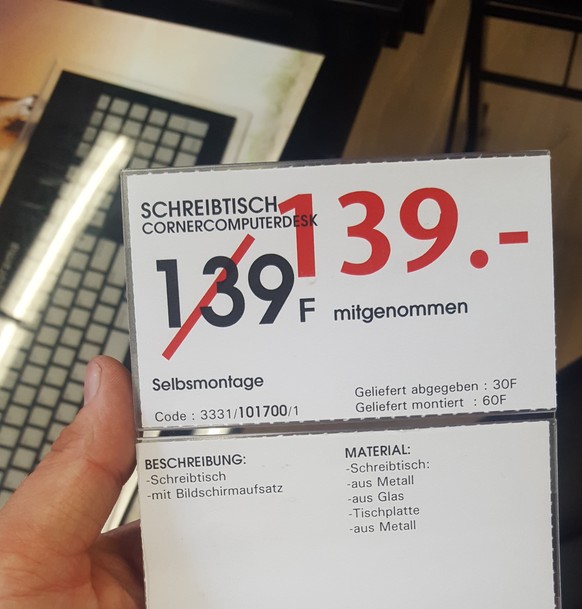 SCHREIBTISCH
CORNERCOMPUTERDESK
139.-
139F mitgenommen
Selbsmontage
Geliefert abgegeben : 30F
Code : 3331/101700/1
Geliefert montiert : 60F
BESCHREIBUNG:
-Schreibtisch
-mit Bildschirmaufsatz
MATERIAL:
-Schreibtisch:
-aus Metall
-aus Glas
-Tischplatte
-aus Metall